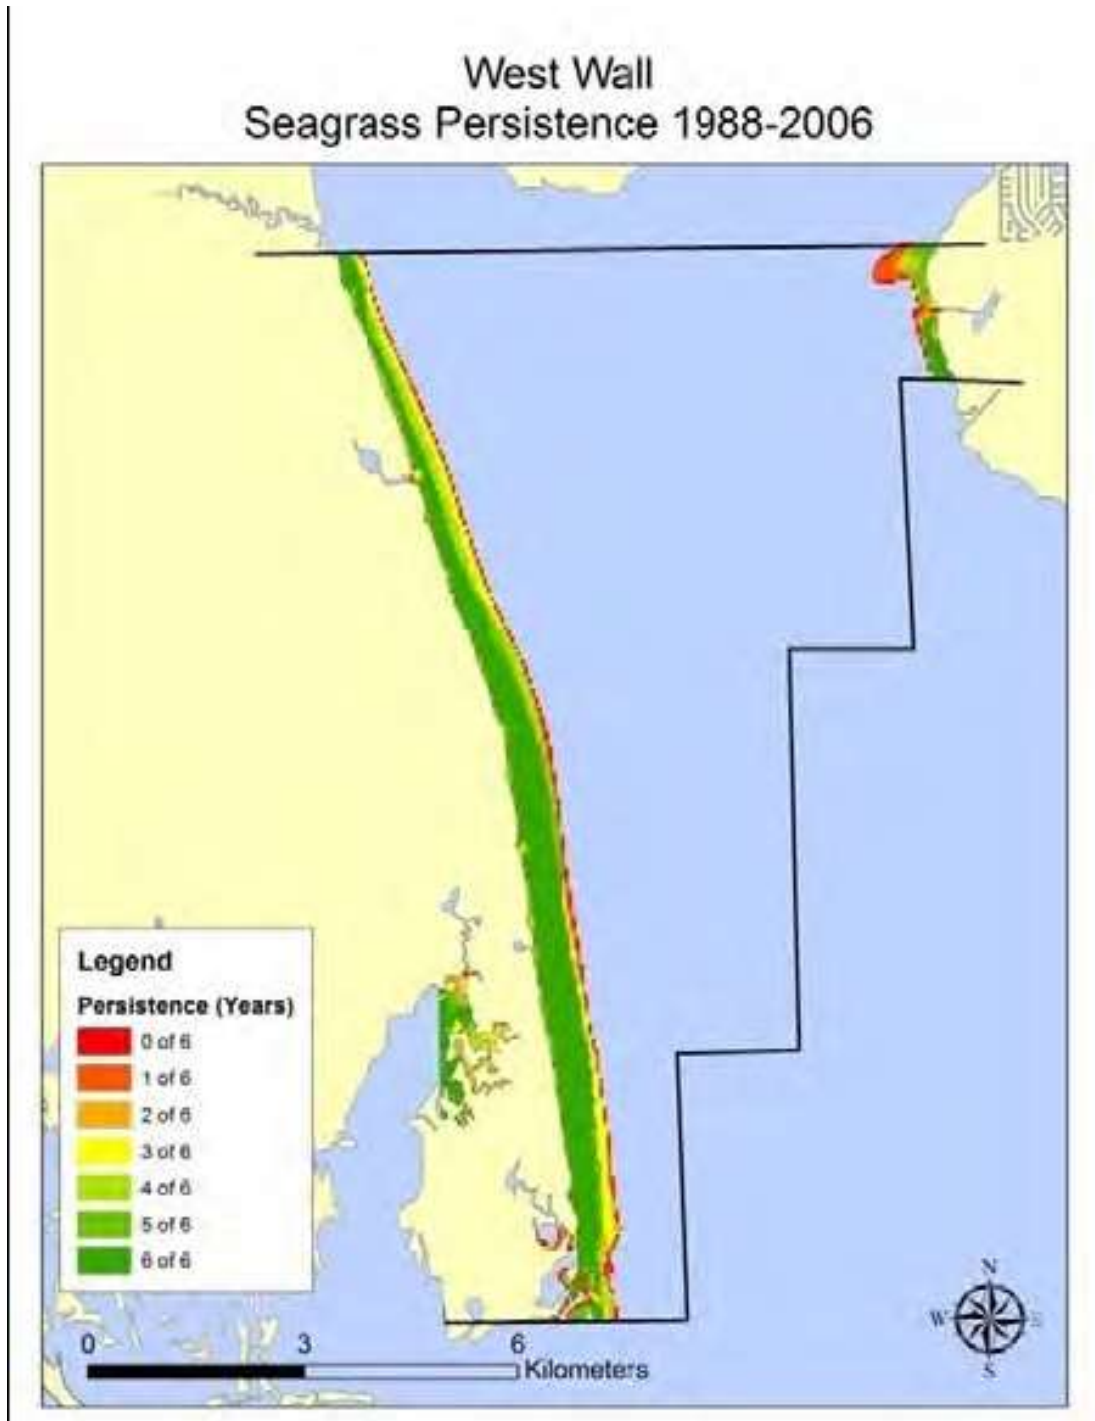 West Wall
Seagrass Persistence 1988-2006
Legend
Persistence (Years)
0 of 6
1 of 6
2 of 6
3 of 6
4 of 6
5 of 6
6 of 6
N
W E
S
0 3 6
Kilometers